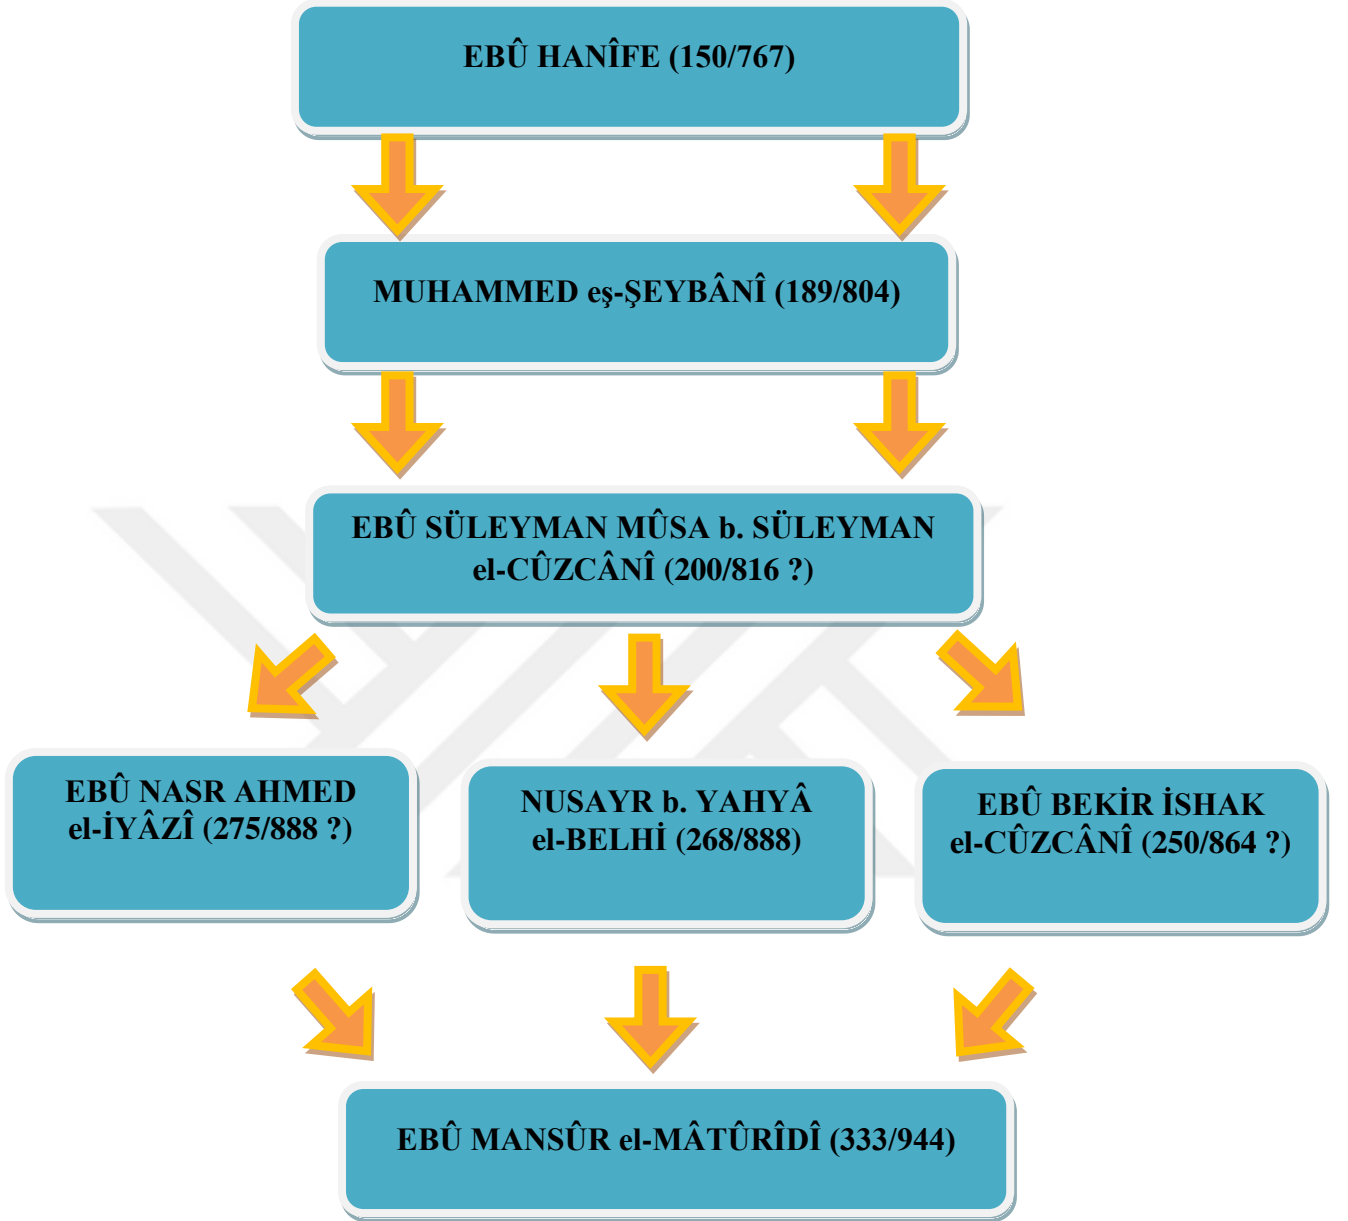 EBÛ HANÎFE (150/767)
MUHAMMED eş-ŞEYBÂNÎ (189/804)
EBÛ SÜLEYMAN MÛSA b. SÜLEYMAN
el-CÛZCÂNÎ (200/816 ?)
EBÛ NASR AHMED
el-İYÂZÎ (275/888 ?)
NUSAYR b. YAHYÂ
el-BELHİ (268/888)
EBÛ BEKİR İSHAK
el-CÛZCÂNÎ (250/864 ?)
EBÛ MANSÛR el-MÂTÛRÎDÎ (333/944)